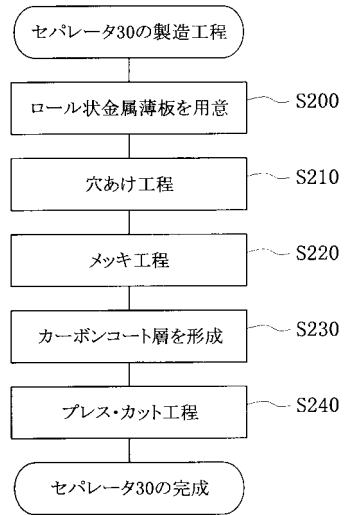 セパレータ30の製造工程
ロール状金属薄板を用意
S200
穴あけ工程
S210
メッキ工程
S220
カーボンコート層を形成
S230
プレス・カット工程
S240
セパレータ30の完成